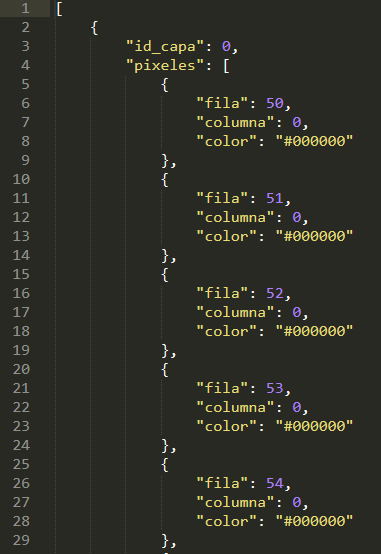 1 [
2 {
3 "id_capa": 0,
4 "pixeles": [
5 {
6 "fila": 50,
7 "columna": 0,
8 "color": "#000000"
9 },
10 {
11 "fila": 51,
12 "columna": 0,
13 "color": "#000000"
14 },
15 {
16 "fila": 52,
17 "columna": 0,
18 "color": "#000000"
19 },
20 {
21 "fila": 53,
22 "columna": 0,
23 "color": "#000000"
24 },
25 {
26 "fila": 54,
27 "columna": 0,
28 "color": "#000000"
29 },